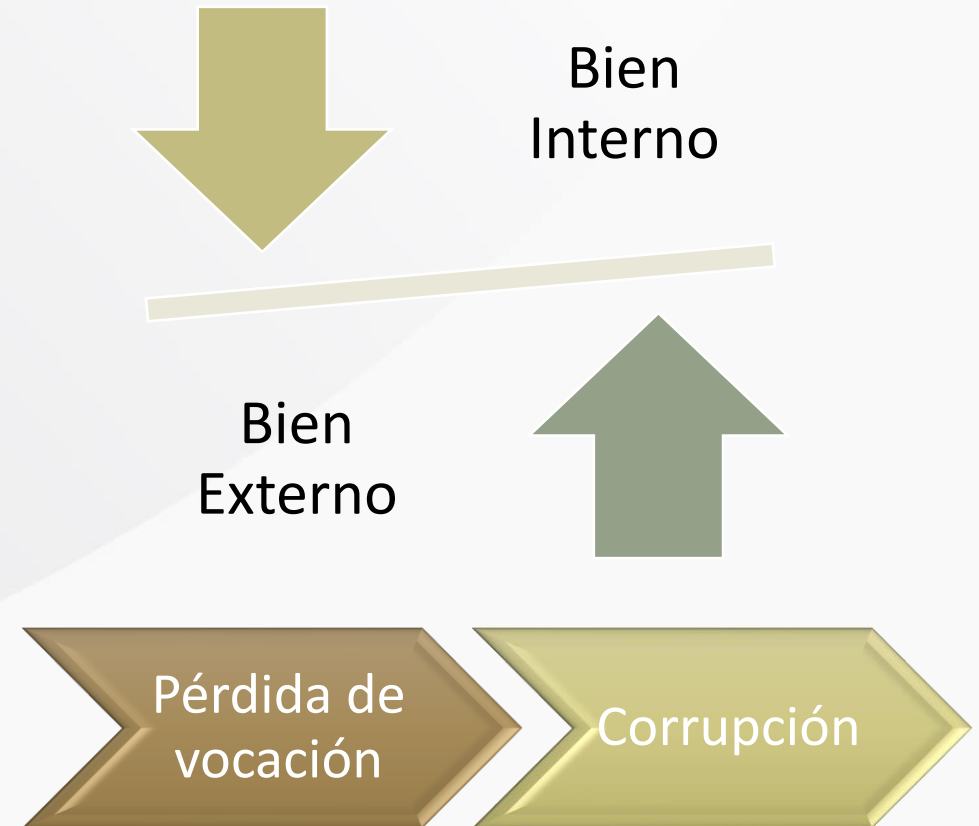 Bien
Interno
Bien
Externo
Pérdida de
vocación
Corrupción